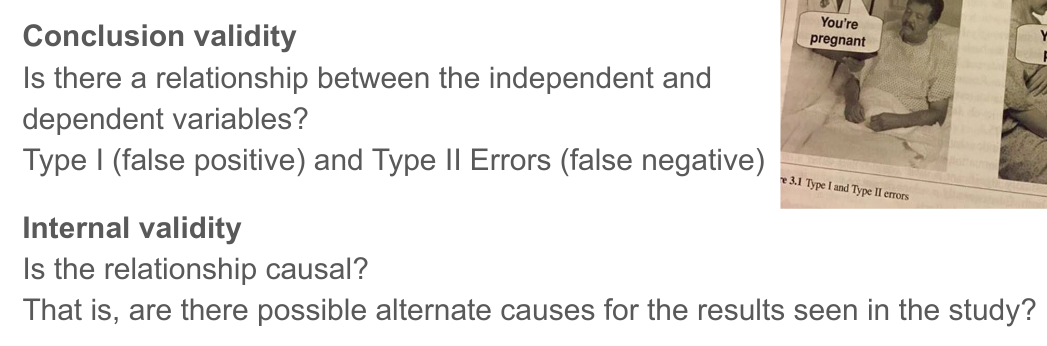 Conclusion validity
Is there a relationship between the independent and
dependent variables?
Type I (false positive) and Type II Errors (false negative)
Internal validity
Is the relationship causal?
That is, are there possible alternate causes for the results seen in the study?
You're
pregnant
3.1 Type I and Type II errors